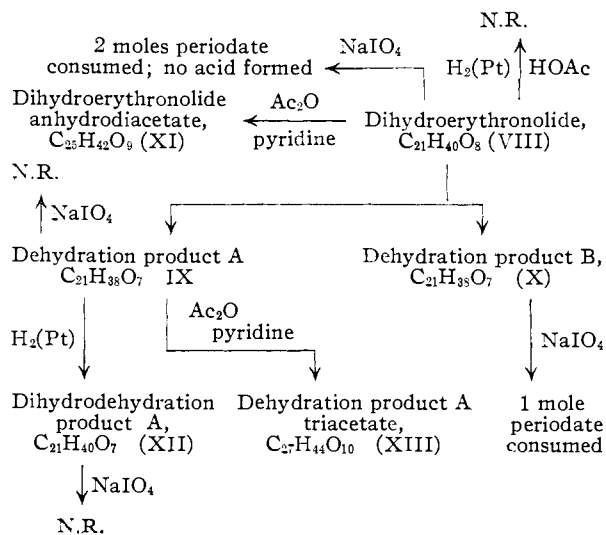 N.R.
2 moles periodate
consumed; no acid formed
NaIO₄
H₂(Pt)
HOAc
Dihydroerythronolide
anhydrodiacetate,
C₂₅H₄₂O₉ (XI)
Ac₂O
pyridine
Dihydroerythronolide,
C₂₁H₄₀O₈ (VIII)
N.R.
NaIO₄
Dehydration product A
C₂₁H₃₈O₇ IX
Dehydration product B,
C₂₁H₃₈O₇ (X)
H₂(Pt)
Ac₂O
pyridine
NaIO₄
Dihydrodehydration
product A,
C₂₁H₄₀O₇ (XII)
Dehydration product A
triacetate,
C₂₇H₄₄O₁₀ (XIII)
1 mole
periodate
consumed
NaIO₄
N.R.